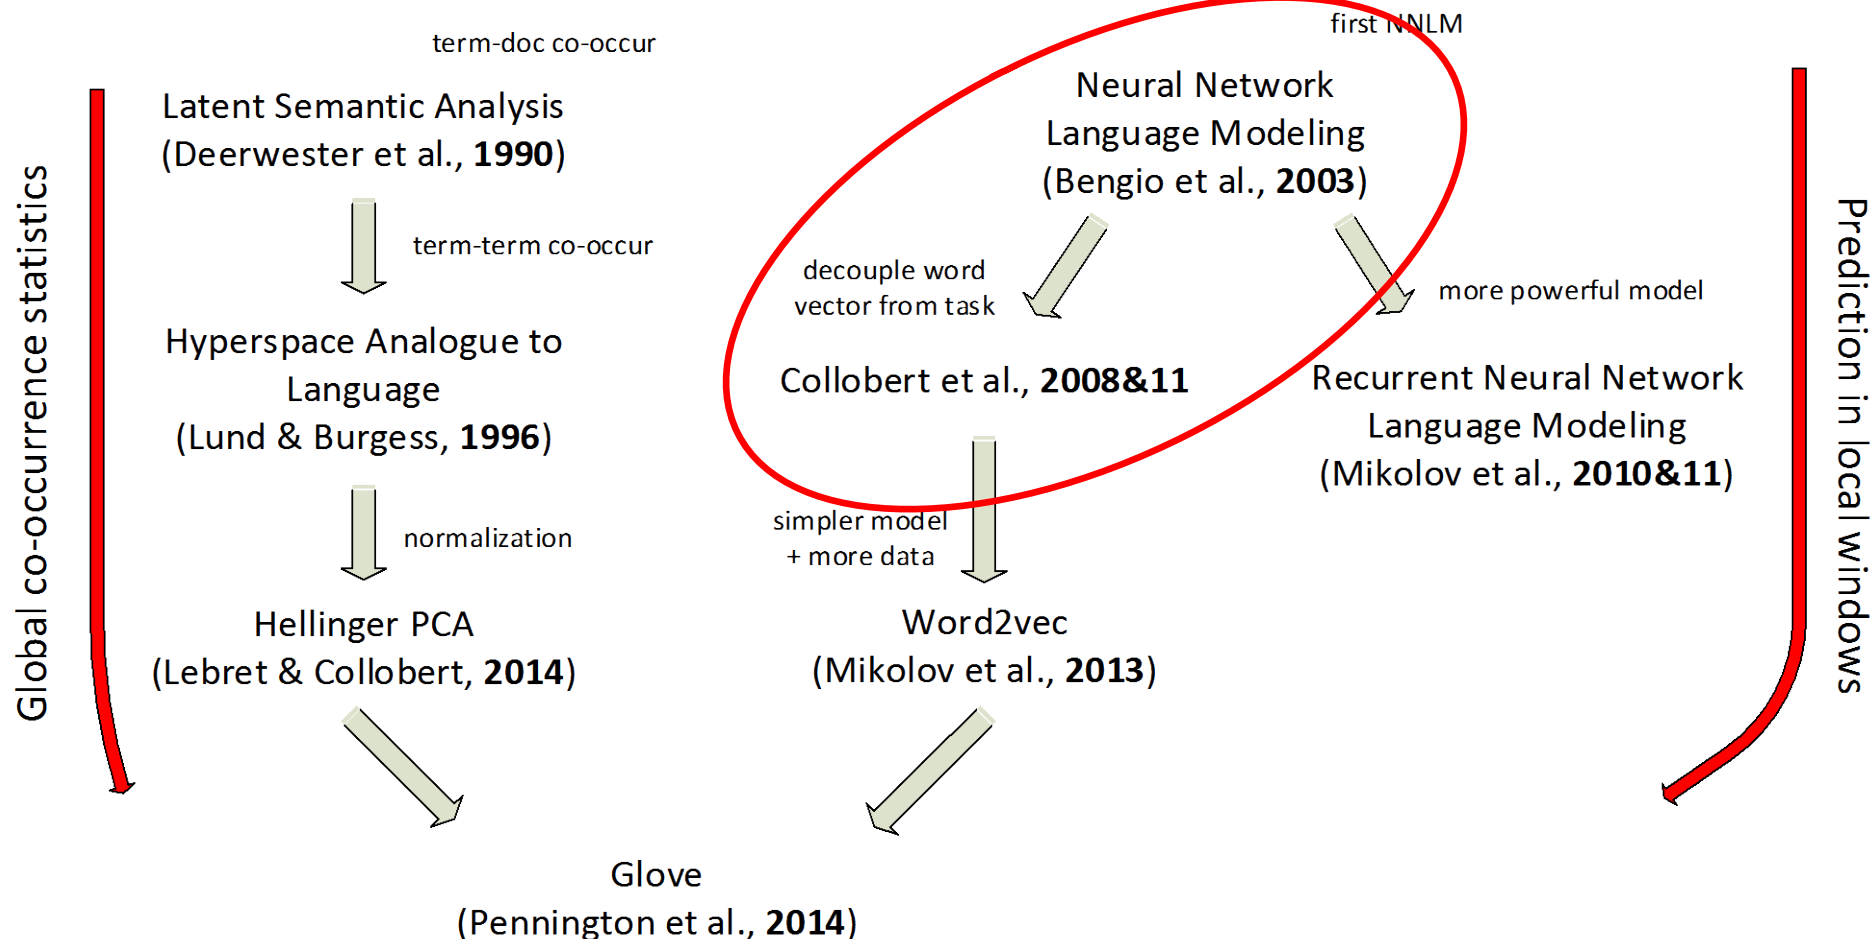 term-doc co-occur
Latent Semantic Analysis
(Deerwester et al., 1990)
term-term co-occur
Hyperspace Analogue to
Language
(Lund & Burgess, 1996)
normalization
Hellinger PCA
(Lebret & Collobert, 2014)
Global co-occurrence statistics
first NNLM
Neural Network
Language Modeling
(Bengio et al., 2003)
decouple word
vector from task
Collobert et al., 2008&11
simpler model
+ more data
Word2vec
(Mikolov et al., 2013)
more powerful model
Recurrent Neural Network
Language Modeling
(Mikolov et al., 2010&11)
Prediction in local windows
Glove
(Pennington et al., 2014)